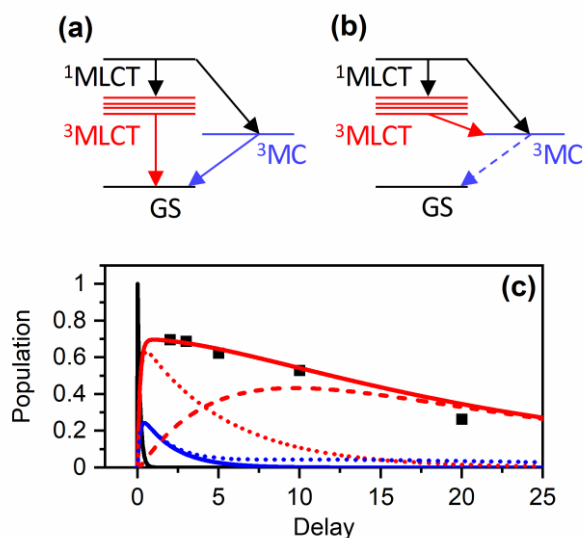 (a)
(b)
¹MLCT
¹MLCT
³MLCT
³MC
³MLCT
³MC
GS
GS
(c)
1
0.8
0.6
0.4
0.2
0
Population
0 5 10 15 20 25
Delay